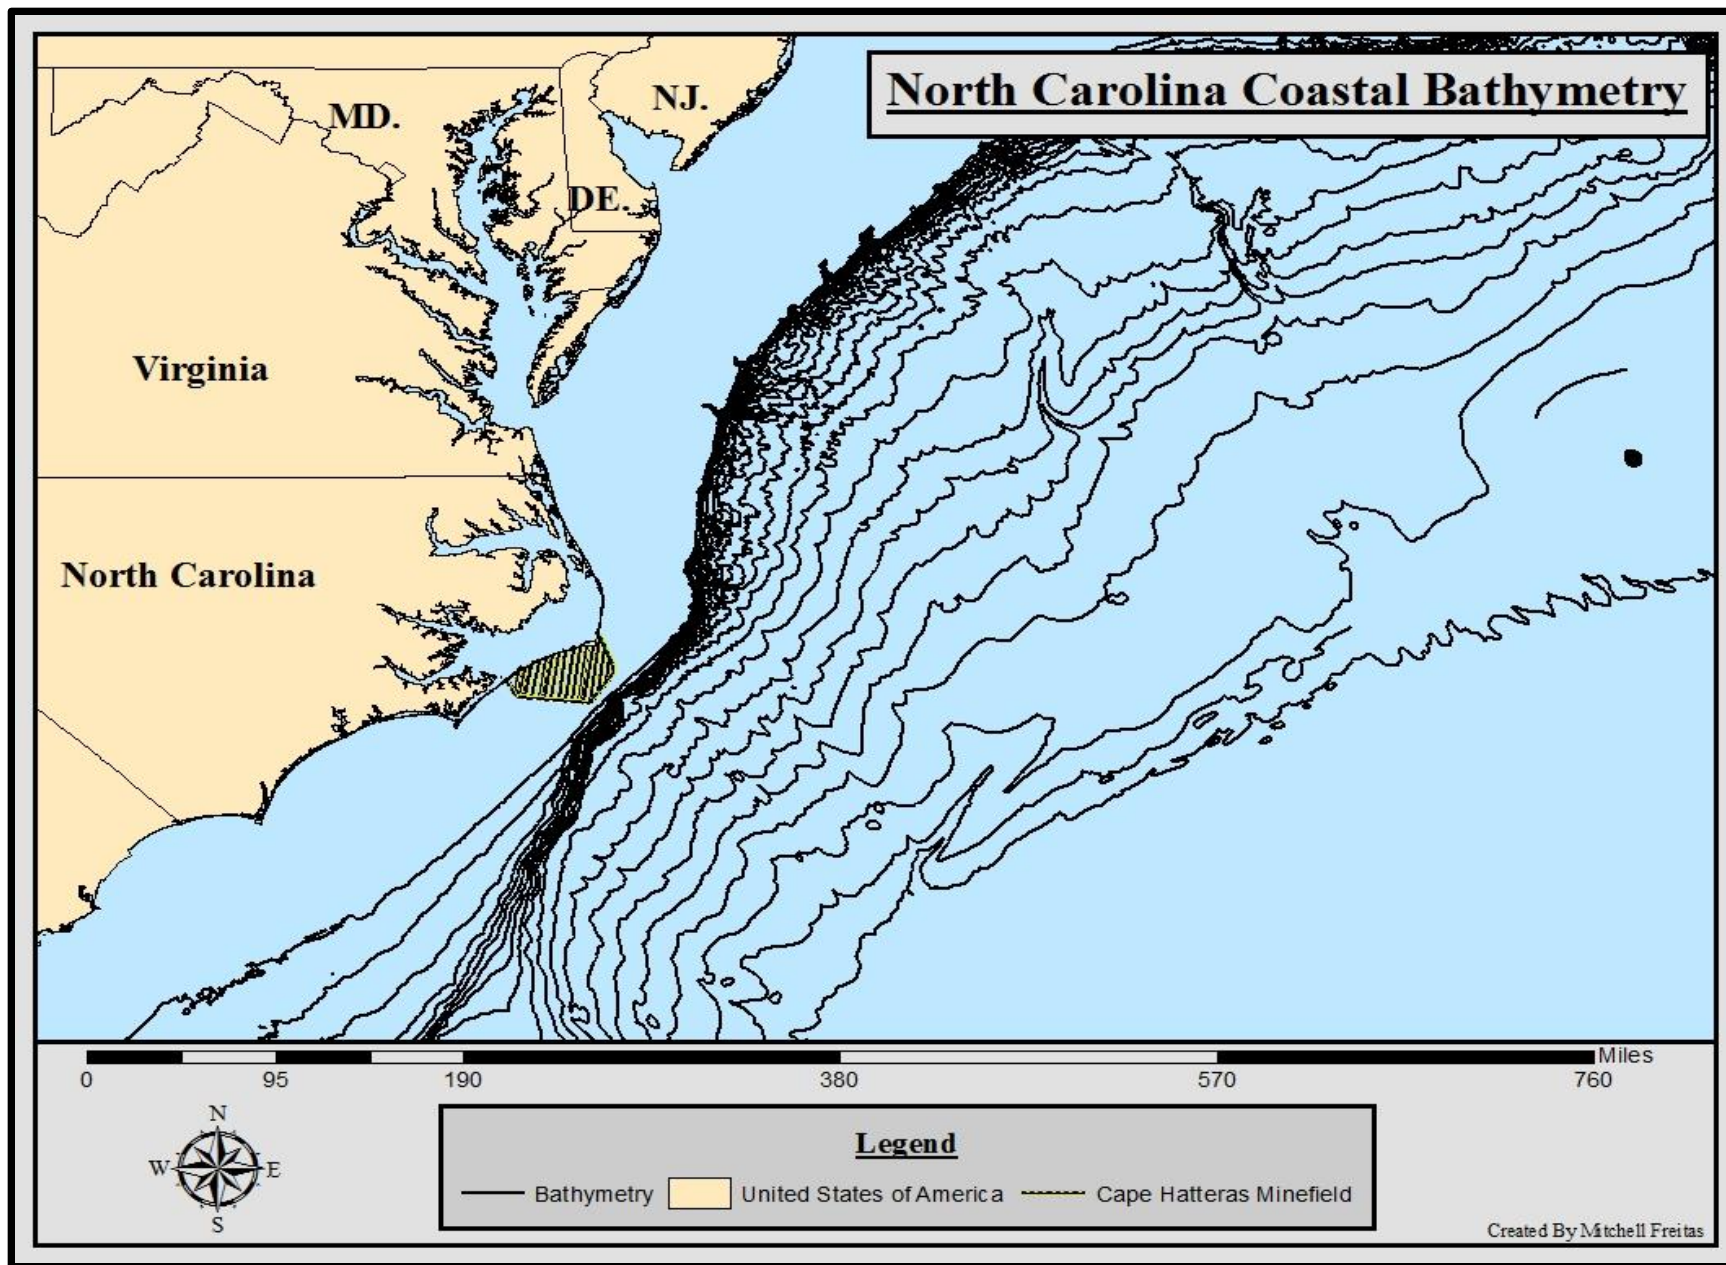 North Carolina Coastal Bathymetry
NJ.
MD.
DE.
Virginia
North Carolina
Miles
0 95 190 380 570 760
N
W E
S
Legend
Bathymetry United States of America Cape Hatteras Minefield
Created By Mitchell Freitas